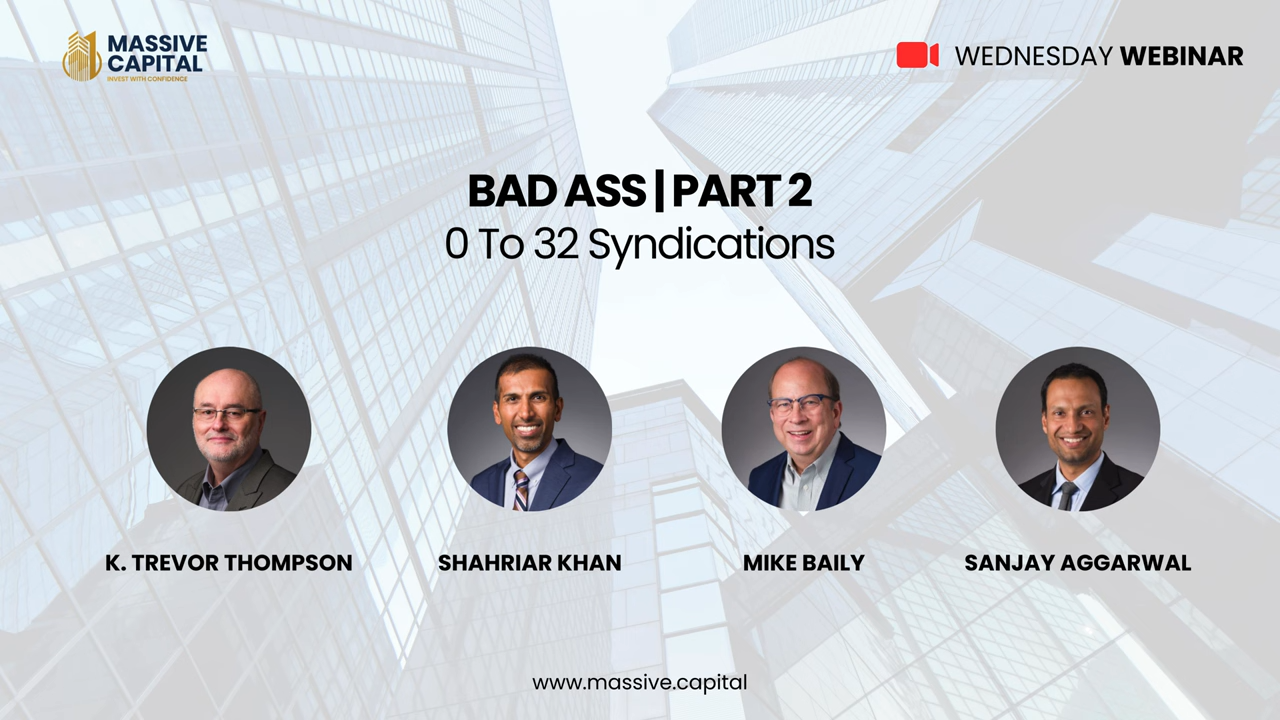 MASSIVE
CAPITAL
INVEST WITH CONFIDENCE
WEDNESDAY WEBINAR
BAD ASS | PART 2
0 To 32 Syndications
K. TREVOR THOMPSON
SHAHRIAR KHAN
MIKE BAILY
SANJAY AGGARWAL
www.massive.capital